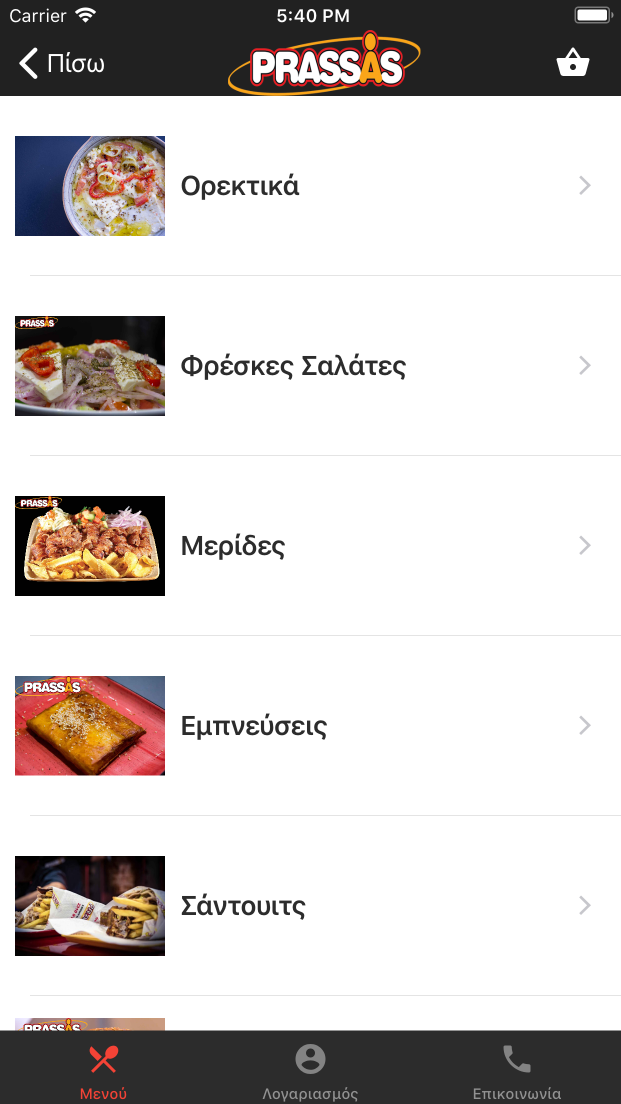 Carrier 5:40 PM
Πίσω PRASSAS
Ορεκτικά
PRASSAS
Φρέσκες Σαλάτες
PRASSAS
Μερίδες
PRASSAS
Εμπνεύσεις
Σάντουιτς
PRASSAS
Μενού Λογαριασμός Επικοινωνία